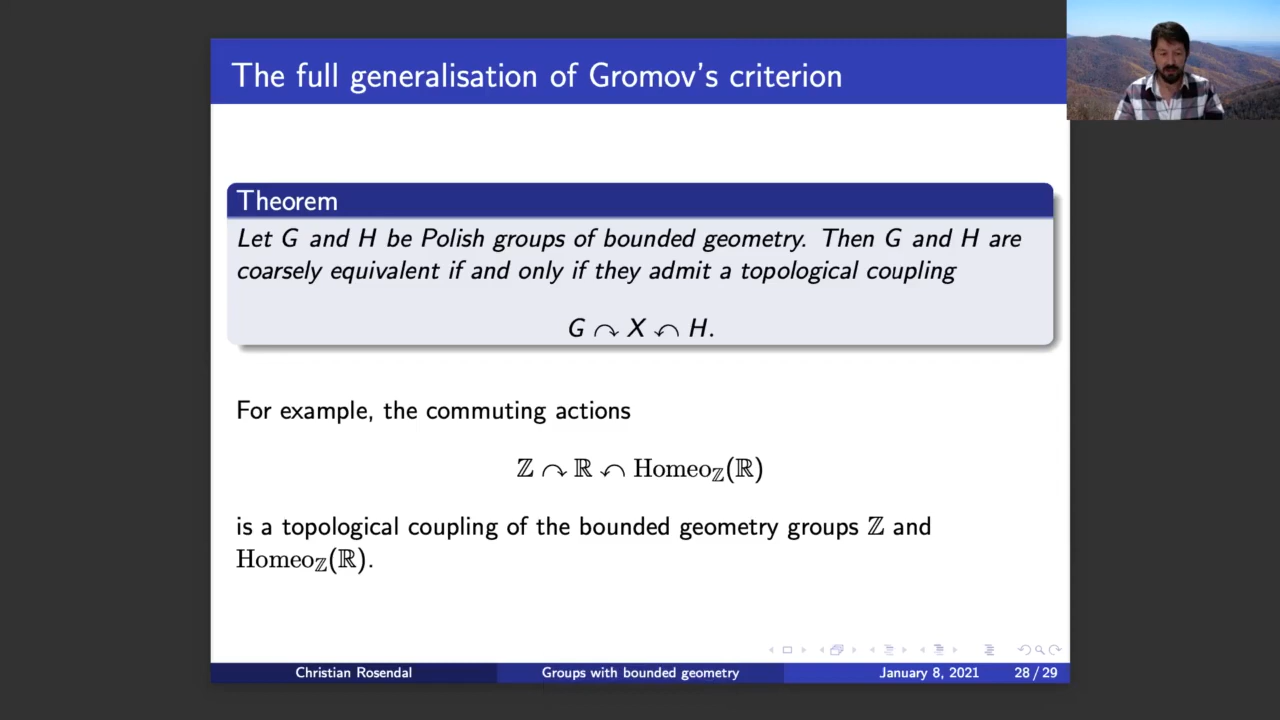 The full generalisation of Gromov's criterion
Theorem
Let G and H be Polish groups of bounded geometry. Then G and H are
coarsely equivalent if and only if they admit a topological coupling
G ↷ X ↶ H.
For example, the commuting actions
ℤ ↷ ℝ ↶ Homeo_ℤ(ℝ)
is a topological coupling of the bounded geometry groups ℤ and
Homeo_ℤ(ℝ).
Christian Rosendal Groups with bounded geometry January 8, 2021 28 / 29